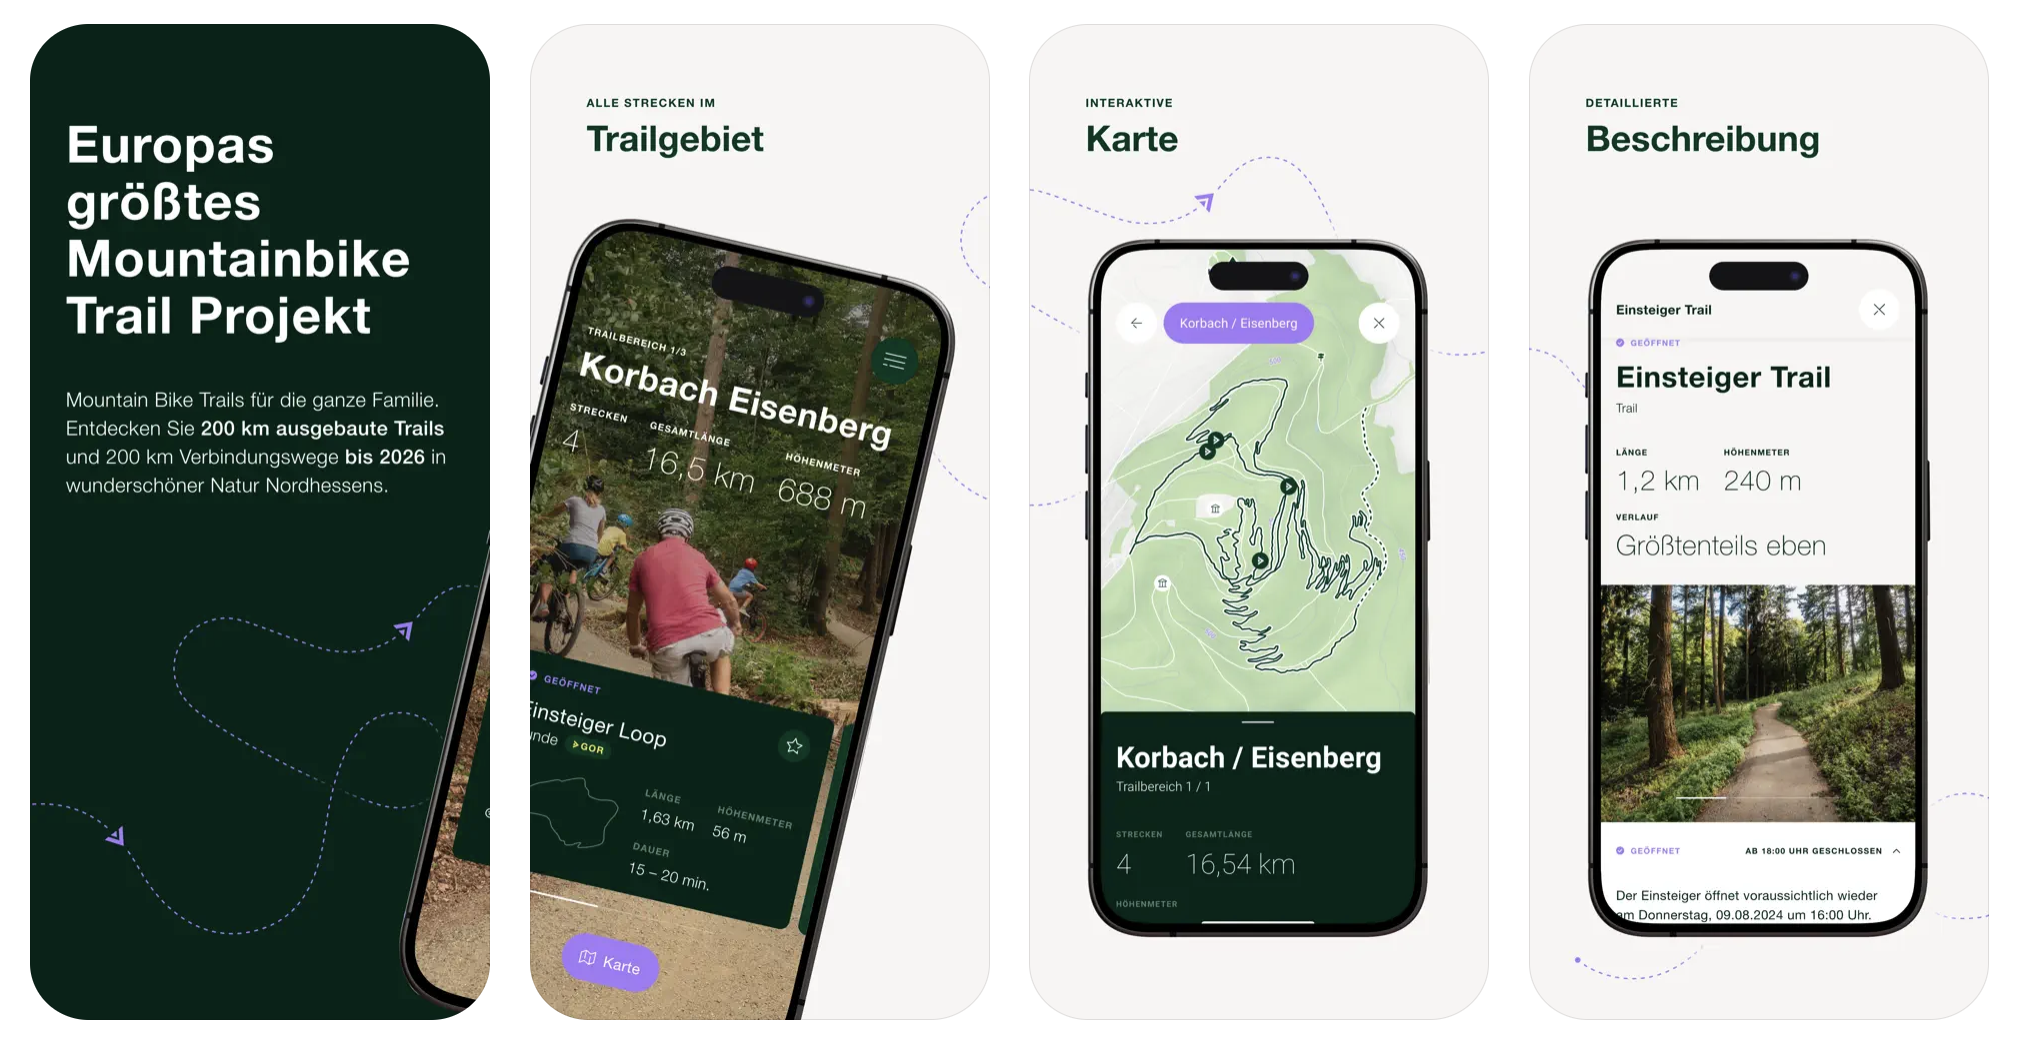 Europas
größtes
Mountainbike
Trail Projekt
Mountain Bike Trails für die ganze Familie.
Entdecken Sie 200 km ausgebaute Trails
und 200 km Verbindungswege bis 2026 in
wunderschöner Natur Nordhessens.
ALLE STRECKEN IM
Trailgebiet
TRAILBEREICH 1/3
Korbach Eisenberg
STRECKEN GESAMTLÄNGE HÖHENMETER
4 16,5 km 688 m
GEÖFFNET
Einsteiger Loop
unde GOR
LÄNGE HÖHENMETER
1,63 km 56 m
DAUER
15 – 20 min.
Karte
INTERAKTIVE
Karte
Korbach / Eisenberg
Korbach / Eisenberg
Trailbereich 1 / 1
STRECKEN GESAMTLÄNGE
4 16,54 km
HÖHENMETER
DETAILLIERTE
Beschreibung
Einsteiger Trail
GEÖFFNET
Einsteiger Trail
Trail
LÄNGE HÖHENMETER
1,2 km 240 m
VERLAUF
Größtenteils eben
GEÖFFNET AB 18:00 UHR GESCHLOSSEN
Der Einsteiger öffnet voraussichtlich wieder
am Donnerstag, 09.08.2024 um 16:00 Uhr.